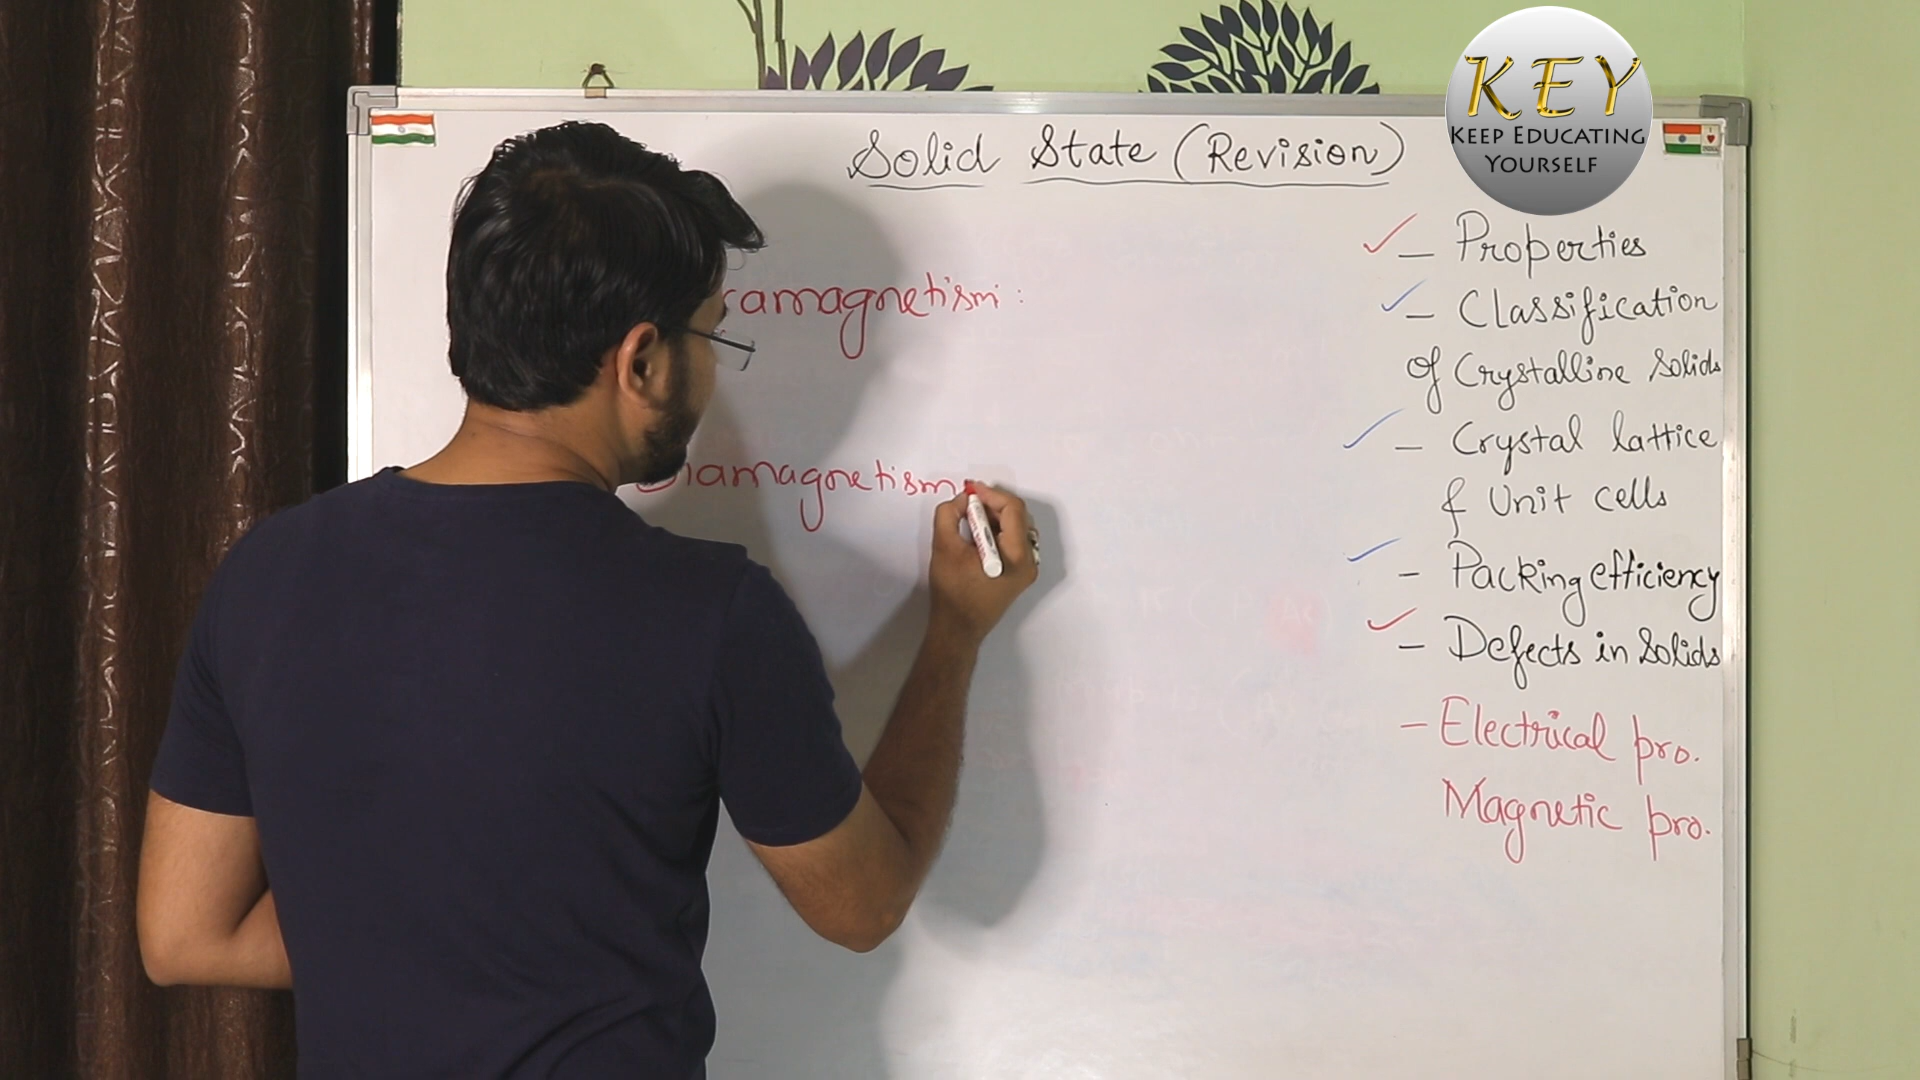 Solid State (Revision)
KEY
KEEP EDUCATING
YOURSELF
ramagnetism :
iamagnetism
– Properties
– Classification
of Crystalline Solids
– Crystal lattice
& Unit cells
– Packing efficiency
– Defects in Solids
– Electrical pro.
Magnetic pro.